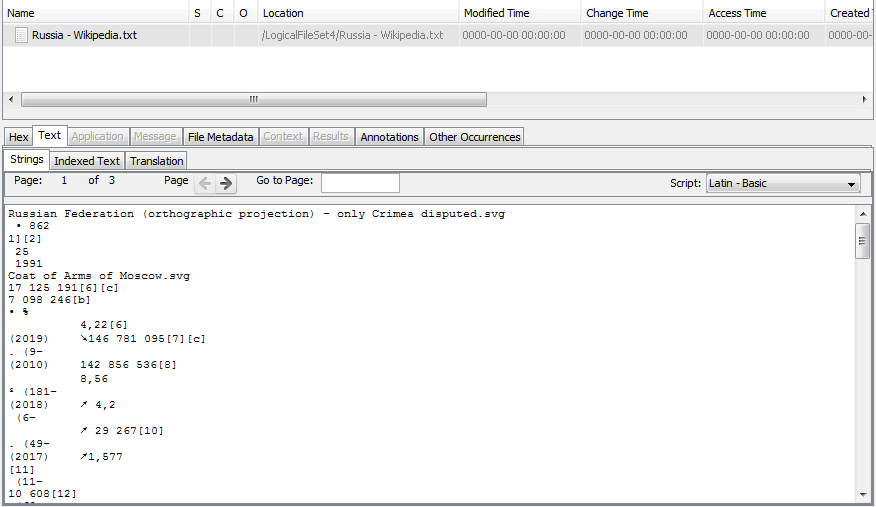 Name S C O Location Modified Time Change Time Access Time Created
Russia - Wikipedia.txt /LogicalFileSet4/Russia - Wikipedia.txt 0000-00-00 00:00:00 0000-00-00 00:00:00 0000-00-00 00:00:00 0000-00-
Hex Text Application Message File Metadata Context Results Annotations Other Occurrences
Strings Indexed Text Translation
Page: 1 of 3 Page Go to Page: Script: Latin - Basic
Russian Federation (orthographic projection) - only Crimea disputed.svg
• 862
1][2]
25
1991
Coat of Arms of Moscow.svg
17 125 191[6][c]
7 098 246[b]
• %
4,22[6]
(2019) ↘146 781 095[7][c]
. (9-
(2010) 142 856 536[8]
8,56
² (181-
(2018) ↗ 4,2
(6-
↗ 29 267[10]
. (49-
(2017) ↗1,577
[11]
(11-
10 608[12]